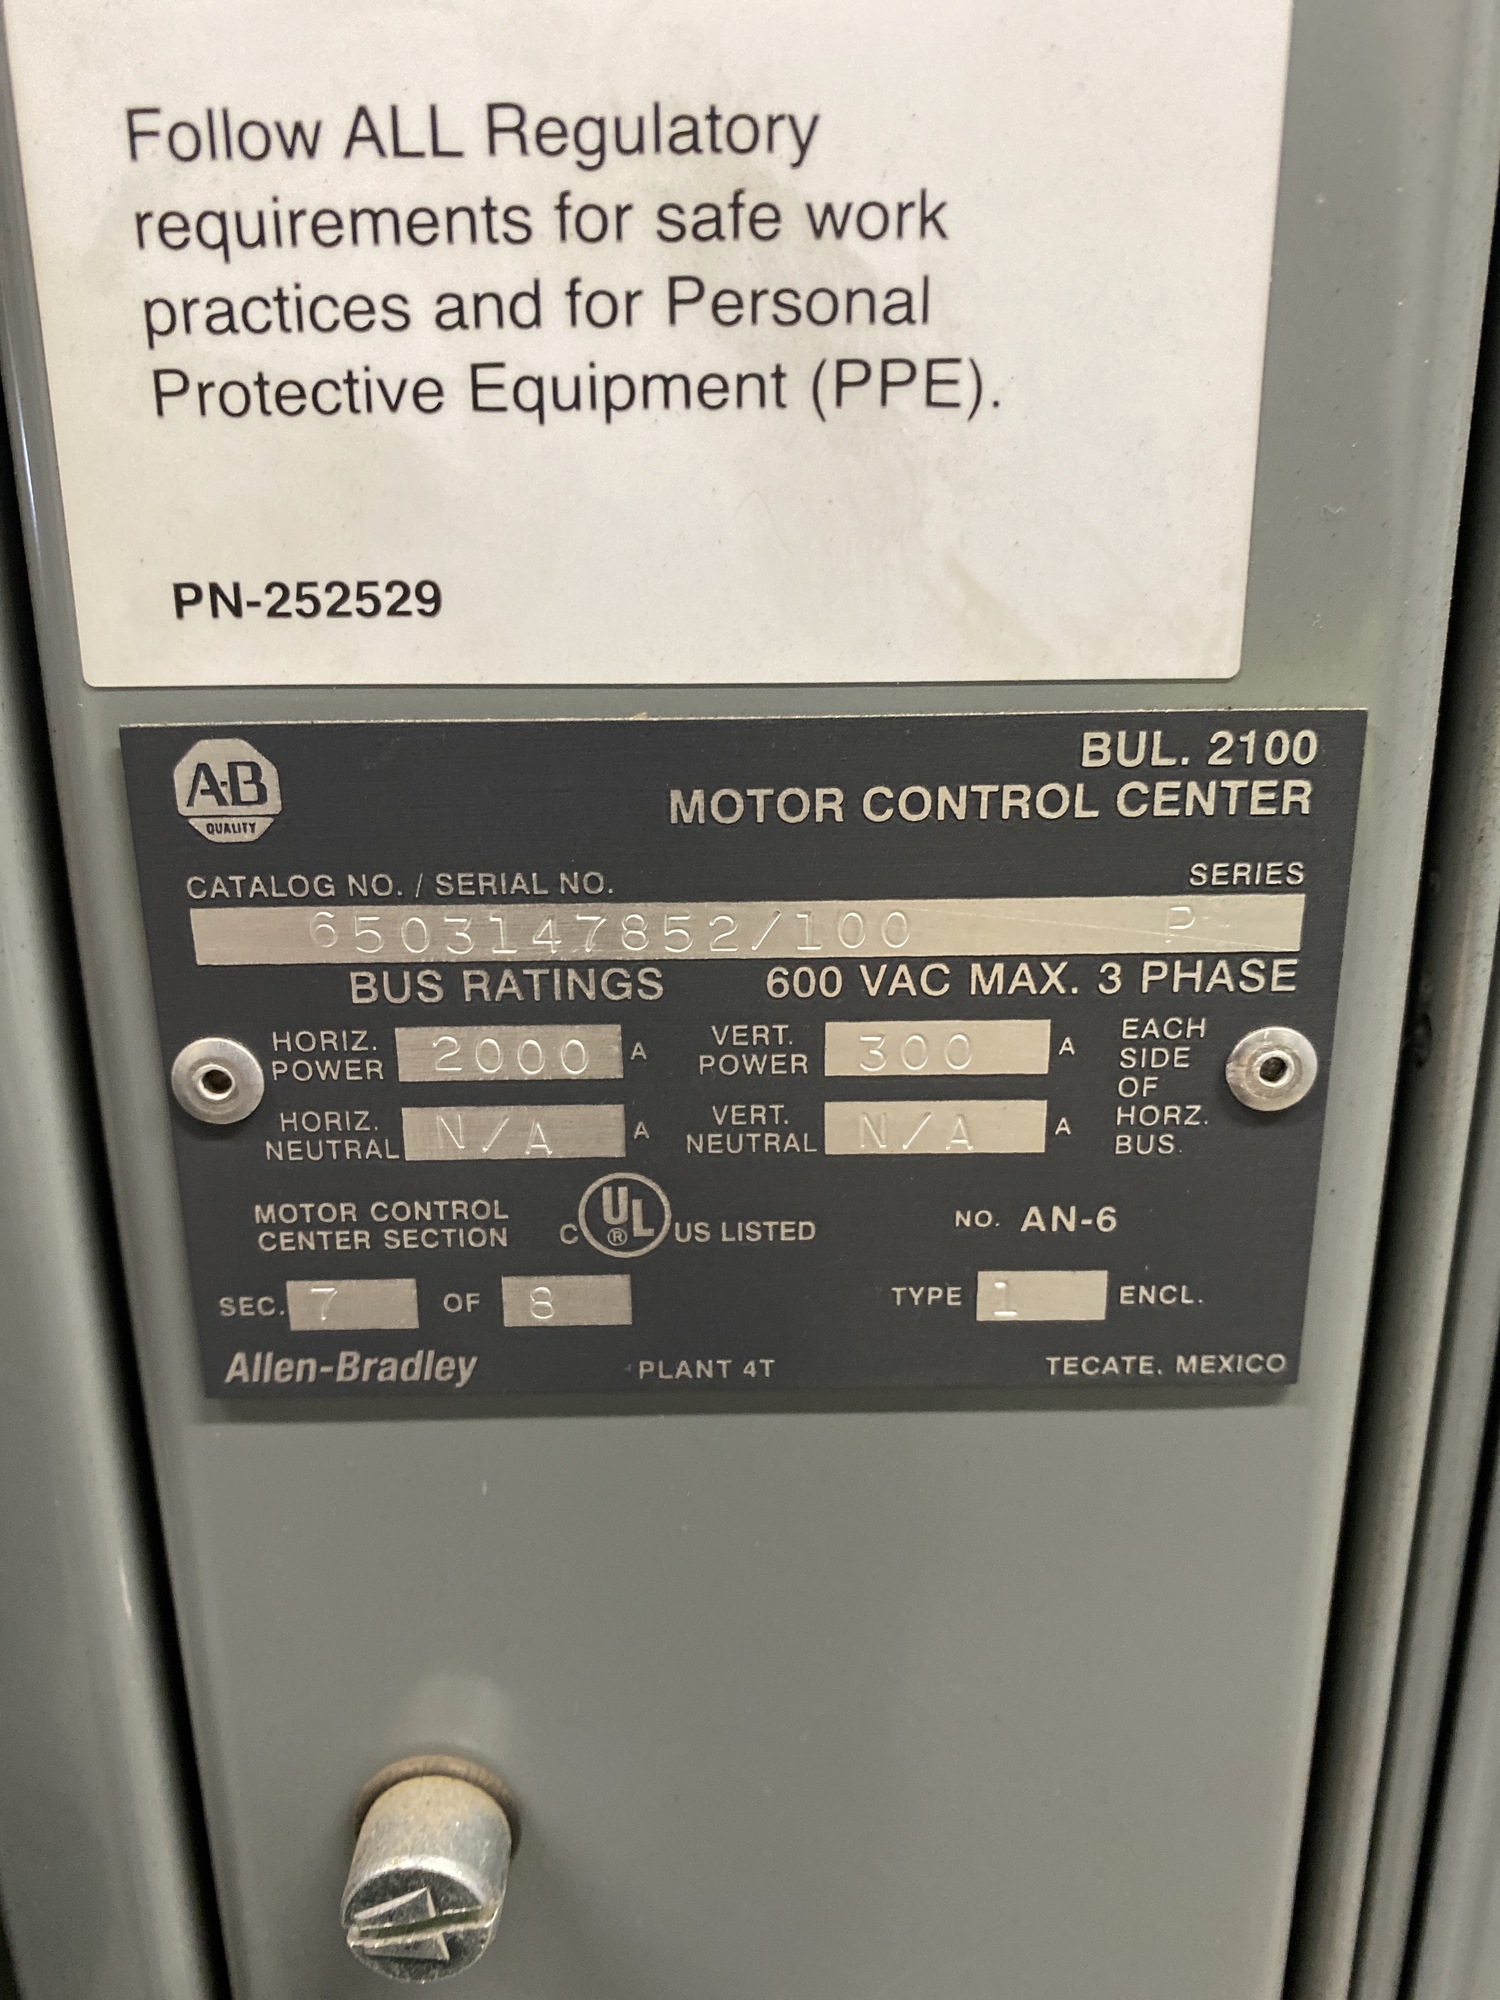 Follow ALL Regulatory
requirements for safe work
practices and for Personal
Protective Equipment (PPE).
PN-252529
A-B
QUALITY
BUL. 2100
MOTOR CONTROL CENTER
CATALOG NO. / SERIAL NO. SERIES
6503147852/100 P
BUS RATINGS 600 VAC MAX. 3 PHASE
HORIZ. POWER 2000 A VERT. POWER 300 A
HORIZ. NEUTRAL N/A A VERT. NEUTRAL N/A A
EACH
SIDE
OF
HORZ.
BUS.
MOTOR CONTROL
CENTER SECTION
C UL ® US LISTED
NO. AN-6
SEC. 7 OF 8 TYPE 1 ENCL.
Allen-Bradley PLANT 4T TECATE, MEXICO